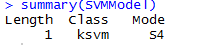 > summary(SVMModel)
Length  Class   Mode
     1   ksvm     S4